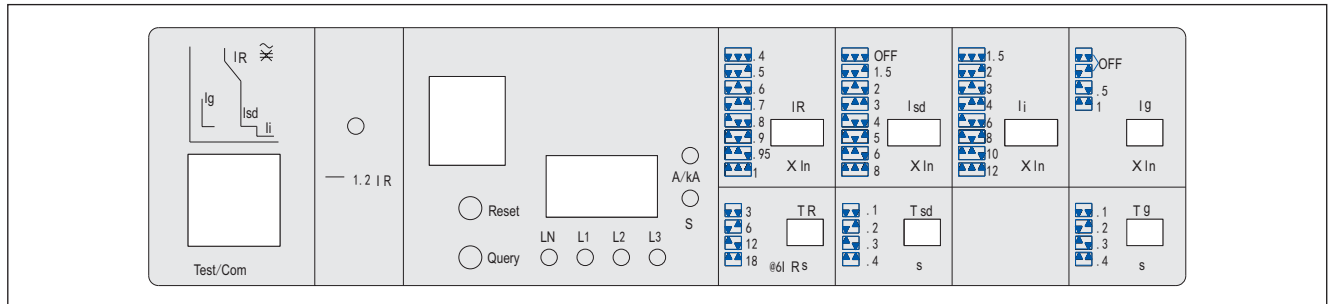 IR
Ig
Isd
Ii
Test/Com
1.2 IR
Reset
Query
LN L1 L2 L3
A/kA
S
.4
.5
.6
.7
.8
.9
.95
1
IR
X In
OFF
1.5
2
3
4
5
6
8
Isd
X In
1.5
2
3
4
6
8
10
12
Ii
X In
OFF
.5
1
Ig
X In
3
6
12
18
TR
@6I R s
.1
.2
.3
.4
Tsd
s
.1
.2
.3
.4
Tg
s